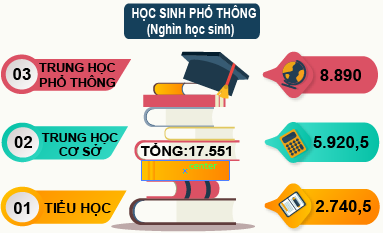 HỌC SINH PHỔ THÔNG
(Nghìn học sinh)
03
TRUNG HỌC
PHỔ THÔNG
8.890
02
TRUNG HỌC
CƠ SỞ
TỔNG:17.551
5.920,5
01
TIỂU HỌC
2.740,5